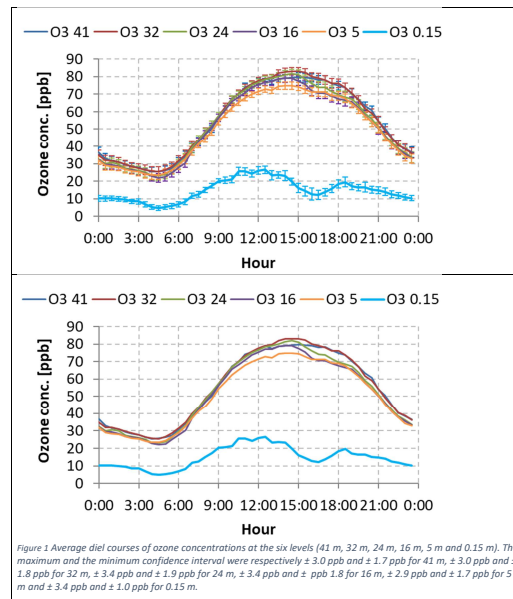 O3 41 O3 32 O3 24 O3 16 O3 5 O3 0.15
Ozone conc. [ppb]
90
80
70
60
50
40
30
20
10
0
0:00 3:00 6:00 9:00 12:00 15:00 18:00 21:00 0:00
Hour
O3 41 O3 32 O3 24 O3 16 O3 5 O3 0.15
Ozone conc. [ppb]
90
80
70
60
50
40
30
20
10
0
0:00 3:00 6:00 9:00 12:00 15:00 18:00 21:00 0:00
Hour
Figure 1 Average diel courses of ozone concentrations at the six levels (41 m, 32 m, 24 m, 16 m, 5 m and 0.15 m). Th
maximum and the minimum confidence interval were respectively ± 3.0 ppb and ± 1.7 ppb for 41 m, ± 3.0 ppb and ±
1.8 ppb for 32 m, ± 3.4 ppb and ± 1.9 ppb for 24 m, ± 3.4 ppb and ± ppb 1.8 for 16 m, ± 2.9 ppb and ± 1.7 ppb for 5
m and ± 3.4 ppb and ± 1.0 ppb for 0.15 m.